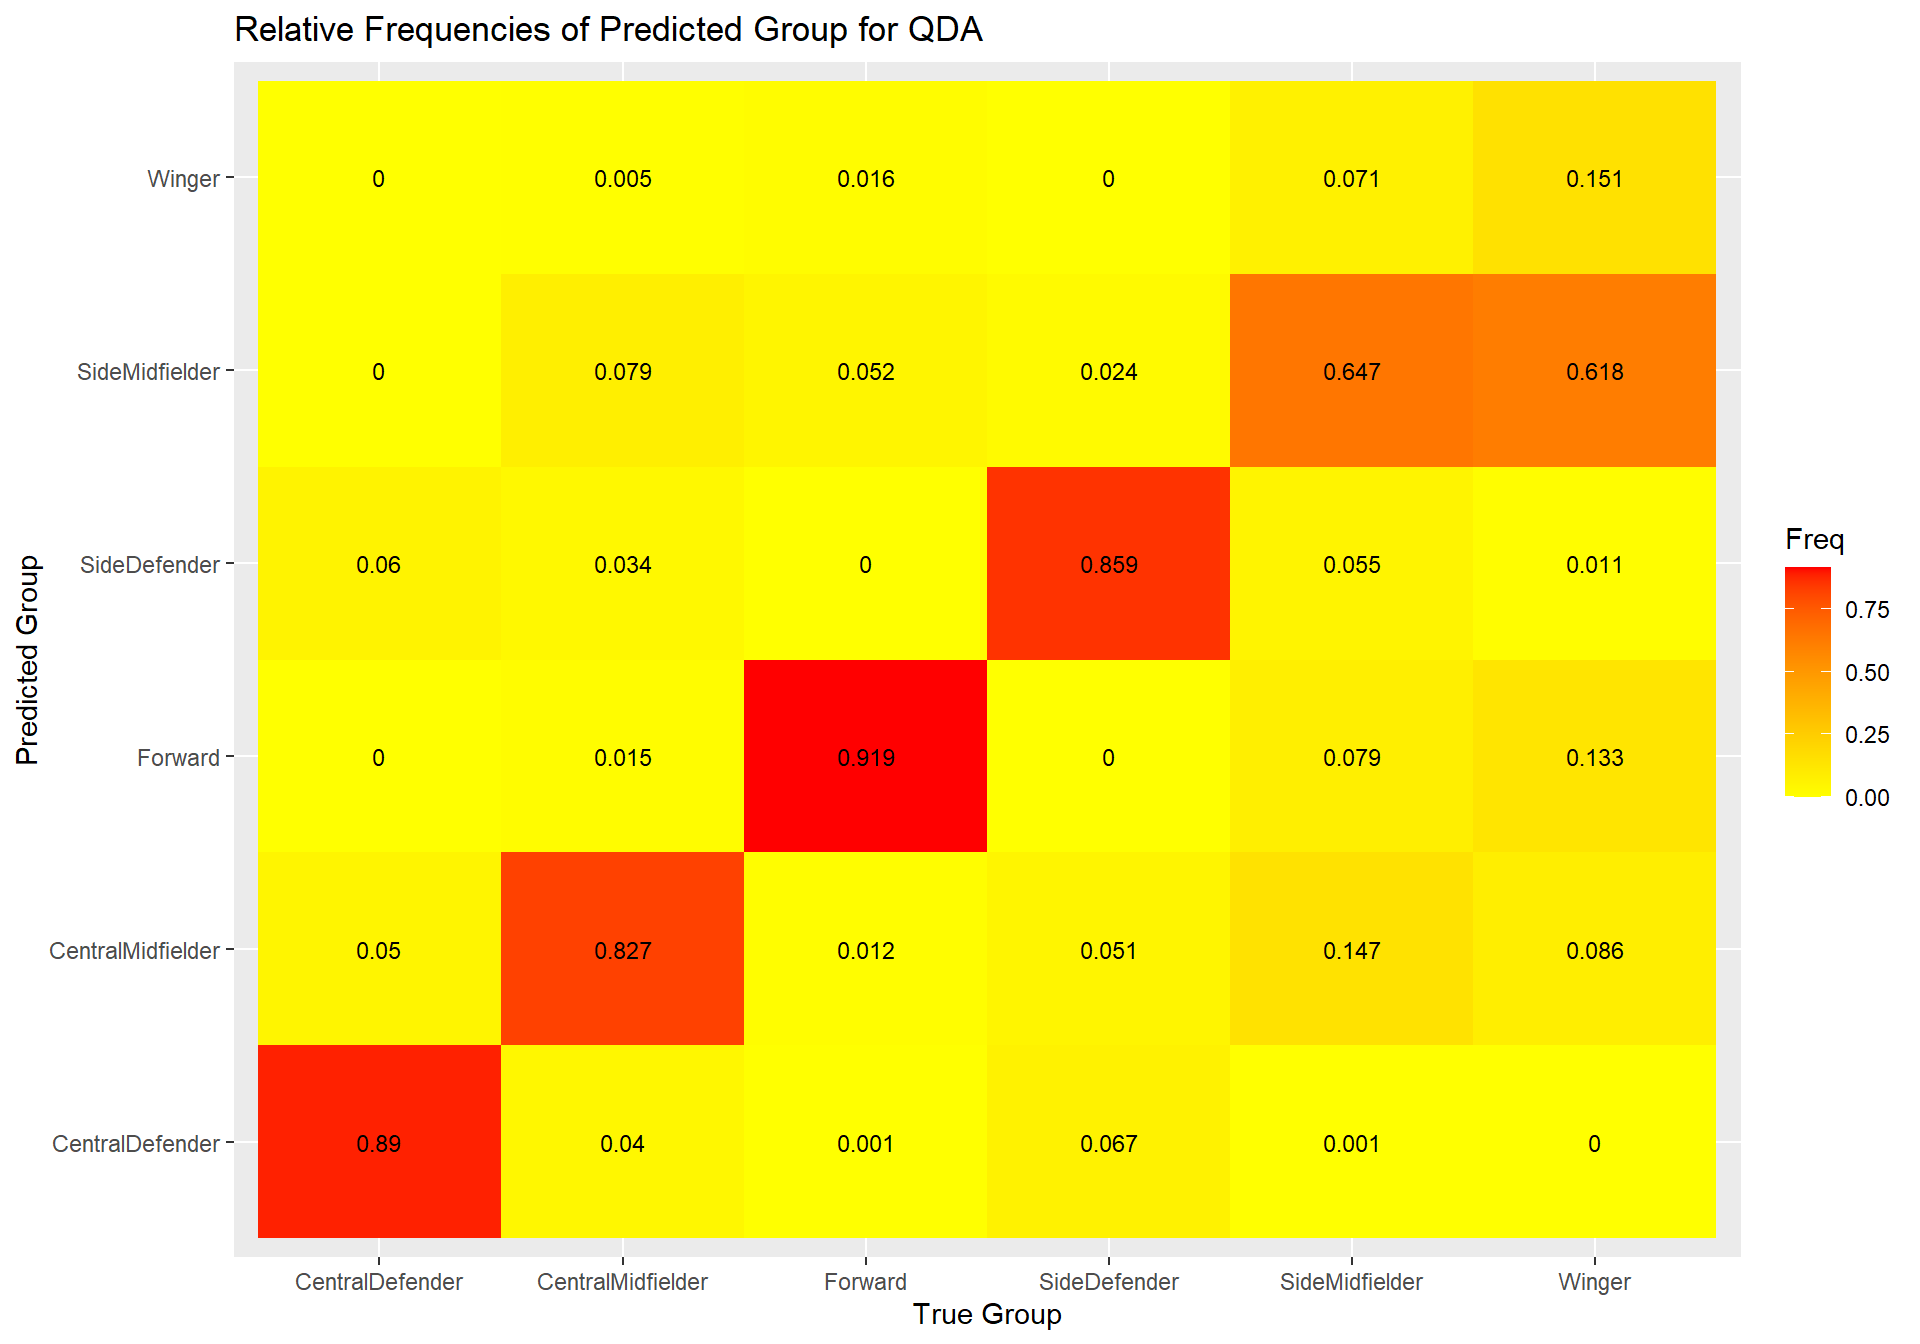 Relative Frequencies of Predicted Group for QDA
Predicted Group
Winger 0 0.005 0.016 0 0.071 0.151
SideMidfielder 0 0.079 0.052 0.024 0.647 0.618
SideDefender 0.06 0.034 0 0.859 0.055 0.011
Forward 0 0.015 0.919 0 0.079 0.133
CentralMidfielder 0.05 0.827 0.012 0.051 0.147 0.086
CentralDefender 0.89 0.04 0.001 0.067 0.001 0
CentralDefender CentralMidfielder Forward SideDefender SideMidfielder Winger
True Group
Freq
0.75
0.50
0.25
0.00